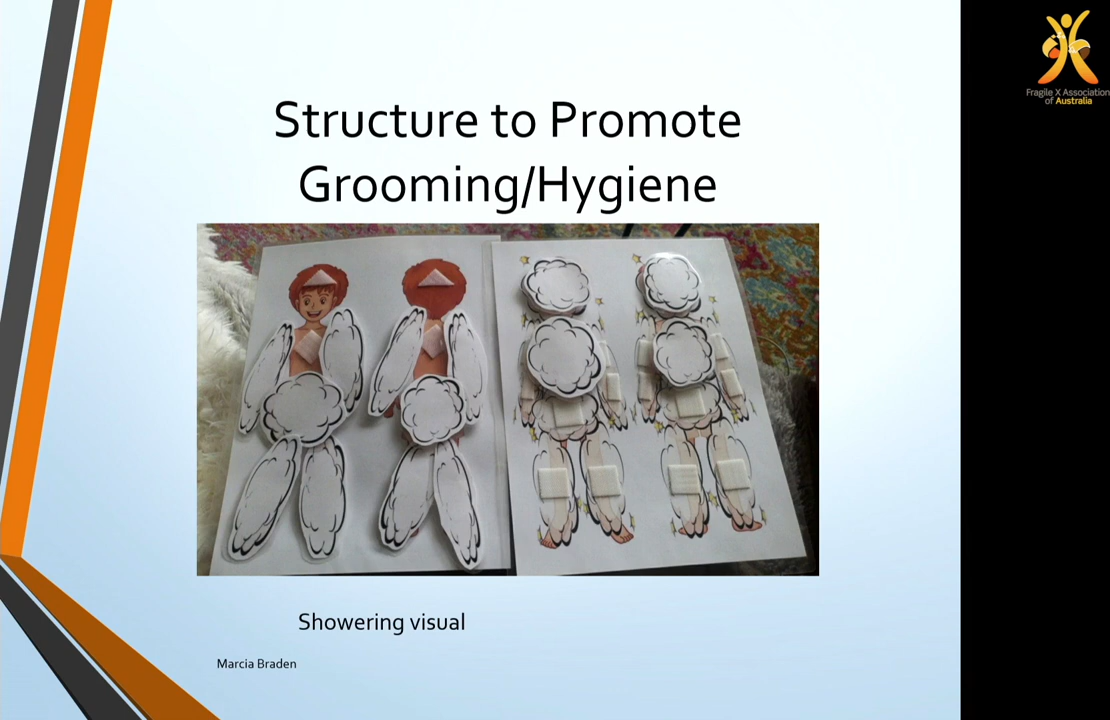 Structure to Promote
Grooming/Hygiene
Showering visual
Marcia Braden
Fragile X Association
of Australia